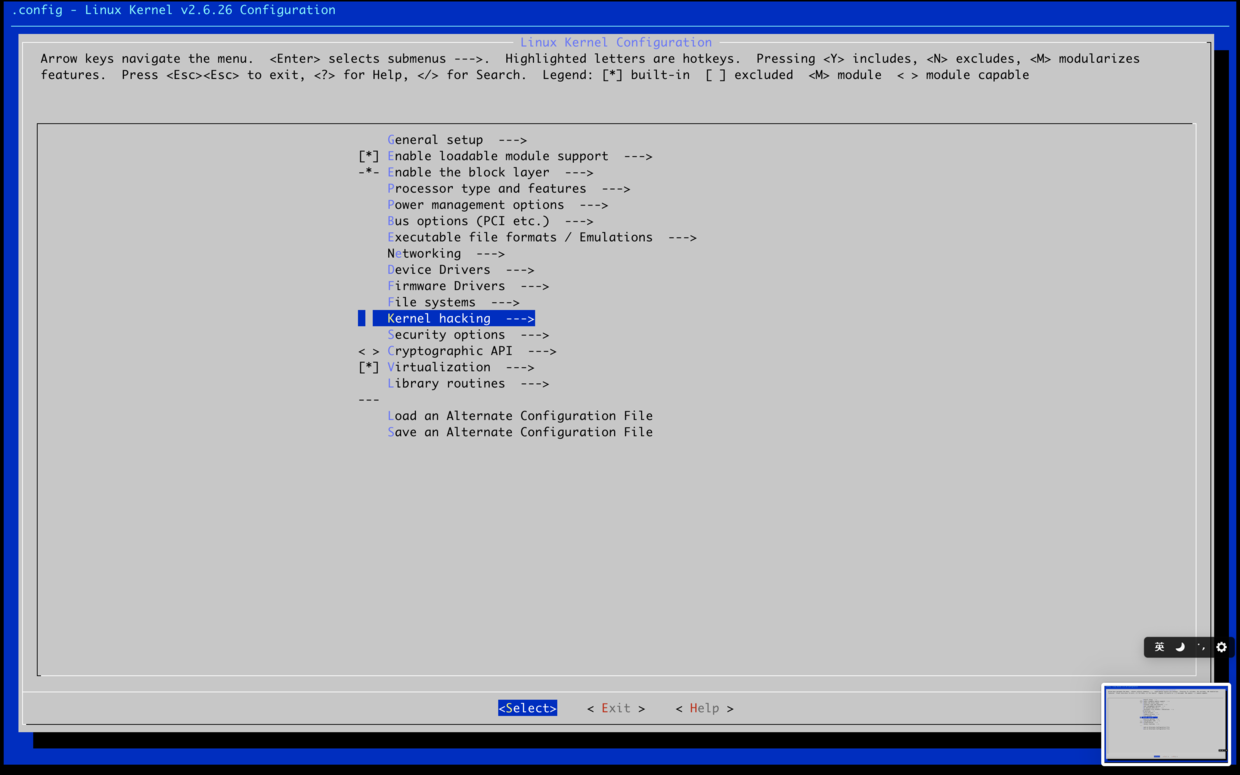 .config - Linux Kernel v2.6.26 Configuration
Linux Kernel Configuration
Arrow keys navigate the menu.  <Enter> selects submenus --->.  Highlighted letters are hotkeys.  Pressing <Y> includes, <N> excludes, <M> modularizes
features.  Press <Esc><Esc> to exit, <?> for Help, </> for Search.  Legend: [*] built-in  [ ] excluded  <M> module  < > module capable
General setup  --->
[*] Enable loadable module support  --->
-*- Enable the block layer  --->
Processor type and features  --->
Power management options  --->
Bus options (PCI etc.)  --->
Executable file formats / Emulations  --->
Networking  --->
Device Drivers  --->
Firmware Drivers  --->
File systems  --->
Kernel hacking  --->
Security options  --->
< > Cryptographic API  --->
[*] Virtualization  --->
Library routines  --->
---
Load an Alternate Configuration File
Save an Alternate Configuration File
英
<Select>    < Exit >    < Help >